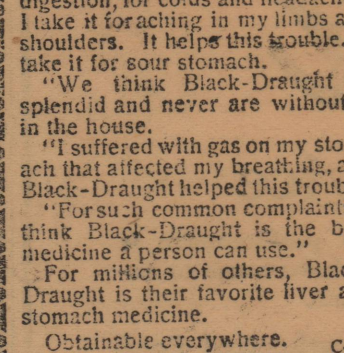 digestion, for colds and headach
I take it for aching in my limbs a
shoulders. It helps this trouble.
take it for sour stomach.
"We think Black-Draught
splendid and never are without
in the house.
"I suffered with gas on my sto
ach that affected my breathing, a
Black-Draught helped this troub
"For such common complaint
think Black-Draught is the b
medicine a person can use."
For millions of others, Blac
Draught is their favorite liver a
stomach medicine.
Obtainable everywhere. C